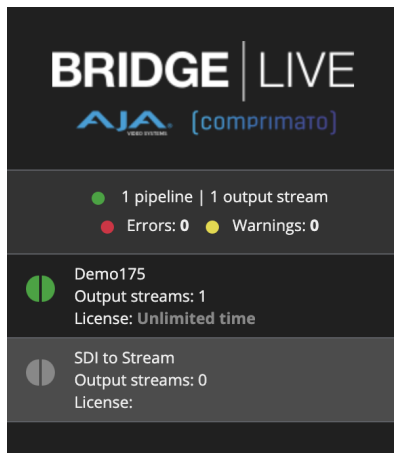 BRIDGE | LIVE
AJA VIDEO SYSTEMS [comprimato]
1 pipeline | 1 output stream
Errors: 0 Warnings: 0
Demo175
Output streams: 1
License: Unlimited time
SDI to Stream
Output streams: 0
License: